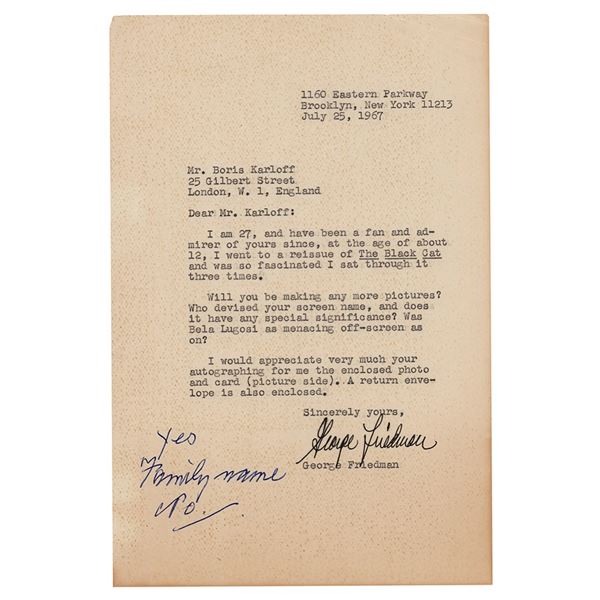 1160 Eastern Parkway
Brooklyn, New York 11213
July 25, 1967
Mr. Boris Karloff
25 Gilbert Street
London, W. 1, England
Dear Mr. Karloff:
I am 27, and have been a fan and ad-
mirer of yours since, at the age of about
12, I went to a reissue of The Black Cat
and was so fascinated I sat through it
three times.
Will you be making any more pictures?
Who devised your screen name, and does
it have any special significance? Was
Bela Lugosi as menacing off-screen as
on?
I would appreciate very much your
autographing for me the enclosed photo
and card (picture side). A return enve-
lope is also enclosed.
Sincerely yours,
George Friedman
George Friedman
Yes
Family name
No.